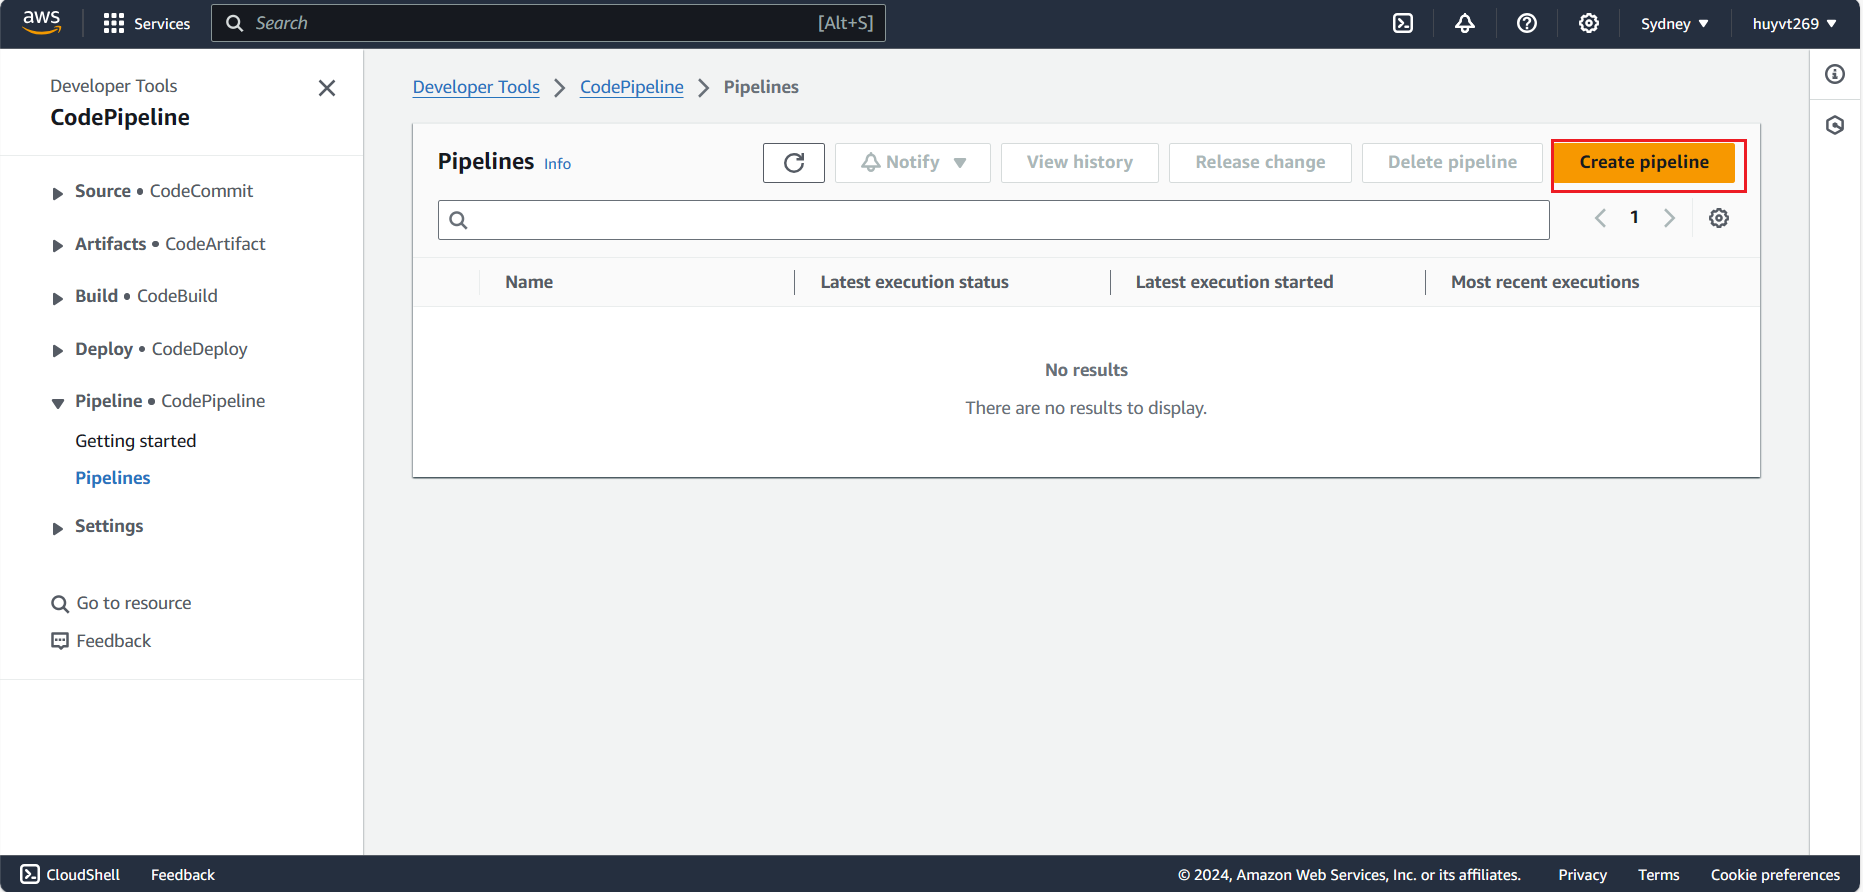 aws
Services
Search
[Alt+S]
Sydney
huyvt269
Developer Tools
CodePipeline
Source • CodeCommit
Artifacts • CodeArtifact
Build • CodeBuild
Deploy • CodeDeploy
Pipeline • CodePipeline
Getting started
Pipelines
Settings
Go to resource
Feedback
Developer Tools
CodePipeline
Pipelines
Pipelines Info
Notify
View history
Release change
Delete pipeline
Create pipeline
1
Name
Latest execution status
Latest execution started
Most recent executions
No results
There are no results to display.
CloudShell
Feedback
© 2024, Amazon Web Services, Inc. or its affiliates.
Privacy
Terms
Cookie preferences